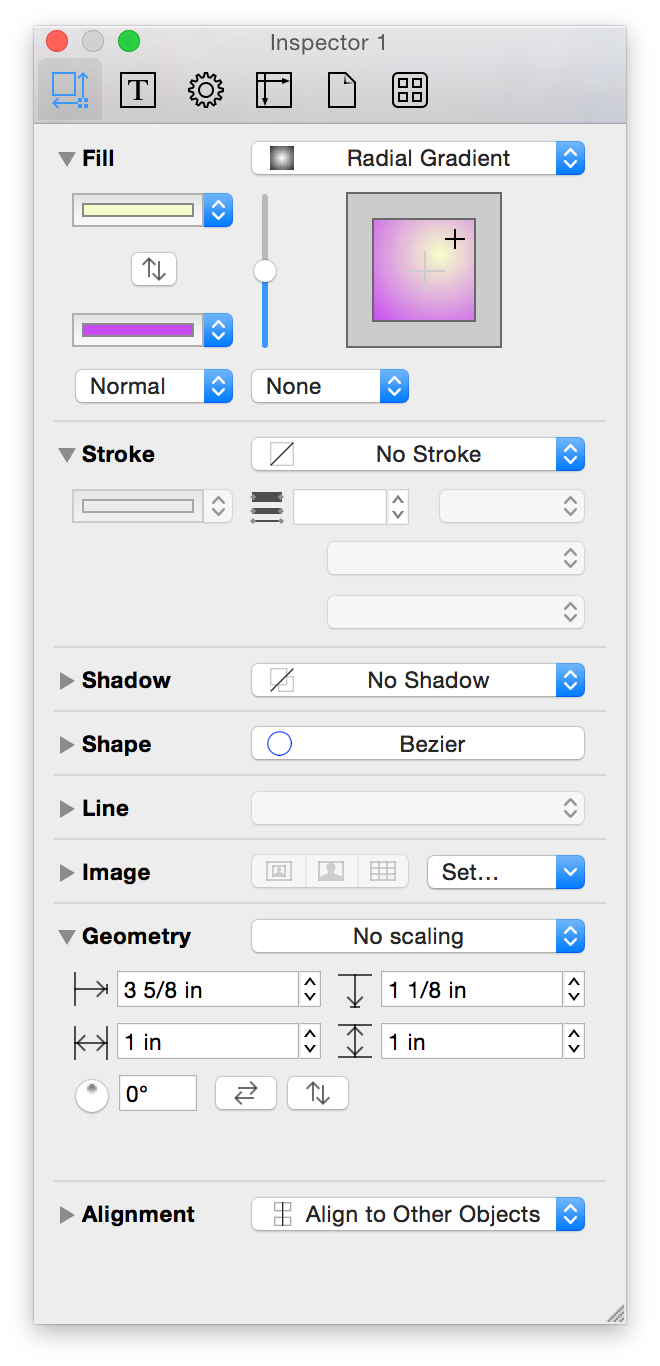 Inspector 1
T
Fill
Radial Gradient
Normal
None
Stroke
No Stroke
Shadow
No Shadow
Shape
Bezier
Line
Image
Set...
Geometry
No scaling
3 5/8 in
1 1/8 in
1 in
1 in
0°
Alignment
Align to Other Objects